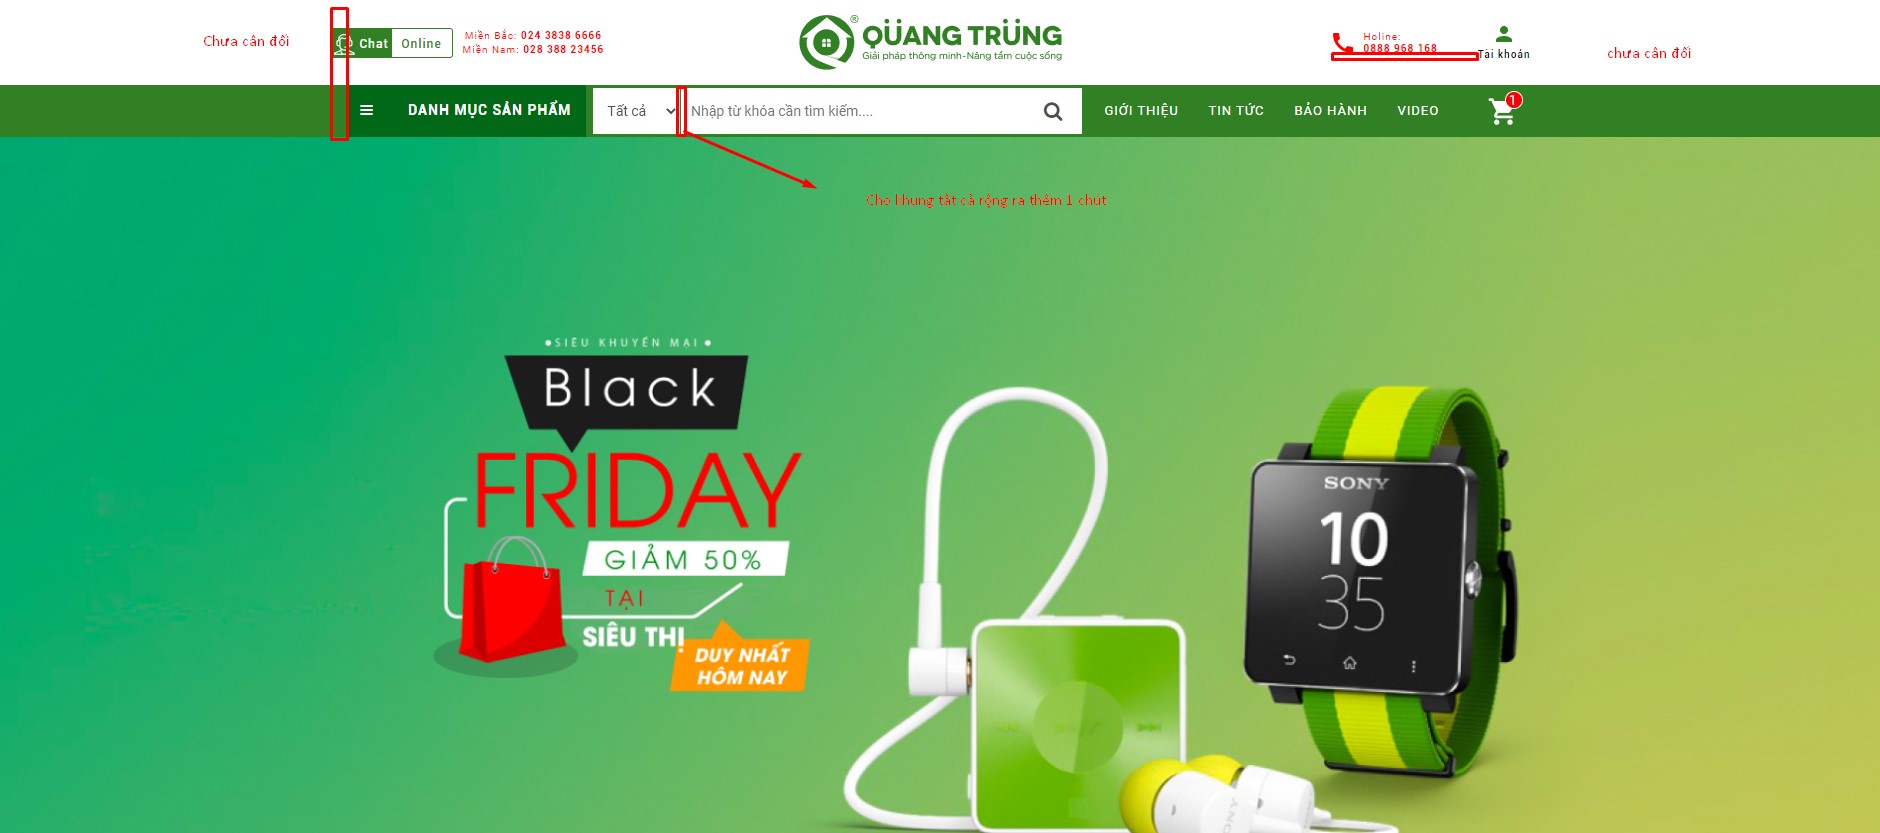 Chưa cân đối
Chat Online
Miền Bắc: 024 3838 6666
Miền Nam: 028 388 23456
QÜANG TRÜNG®
Giải pháp thông minh-Nâng tầm cuộc sống
Holine:
0888 968 168
Tài khoản
chưa cân đối
DANH MỤC SẢN PHẨM
Tất cả
Nhập từ khóa cần tìm kiếm....
GIỚI THIỆU
TIN TỨC
BẢO HÀNH
VIDEO
1
Cho khung tất cả rộng ra thêm 1 chút
•SIÊU KHUYẾN MẠI•
Black
FRIDAY
GIẢM 50%
TẠI
SIÊU THỊ
DUY NHẤT
HÔM NAY
SONY
10
35
SONY